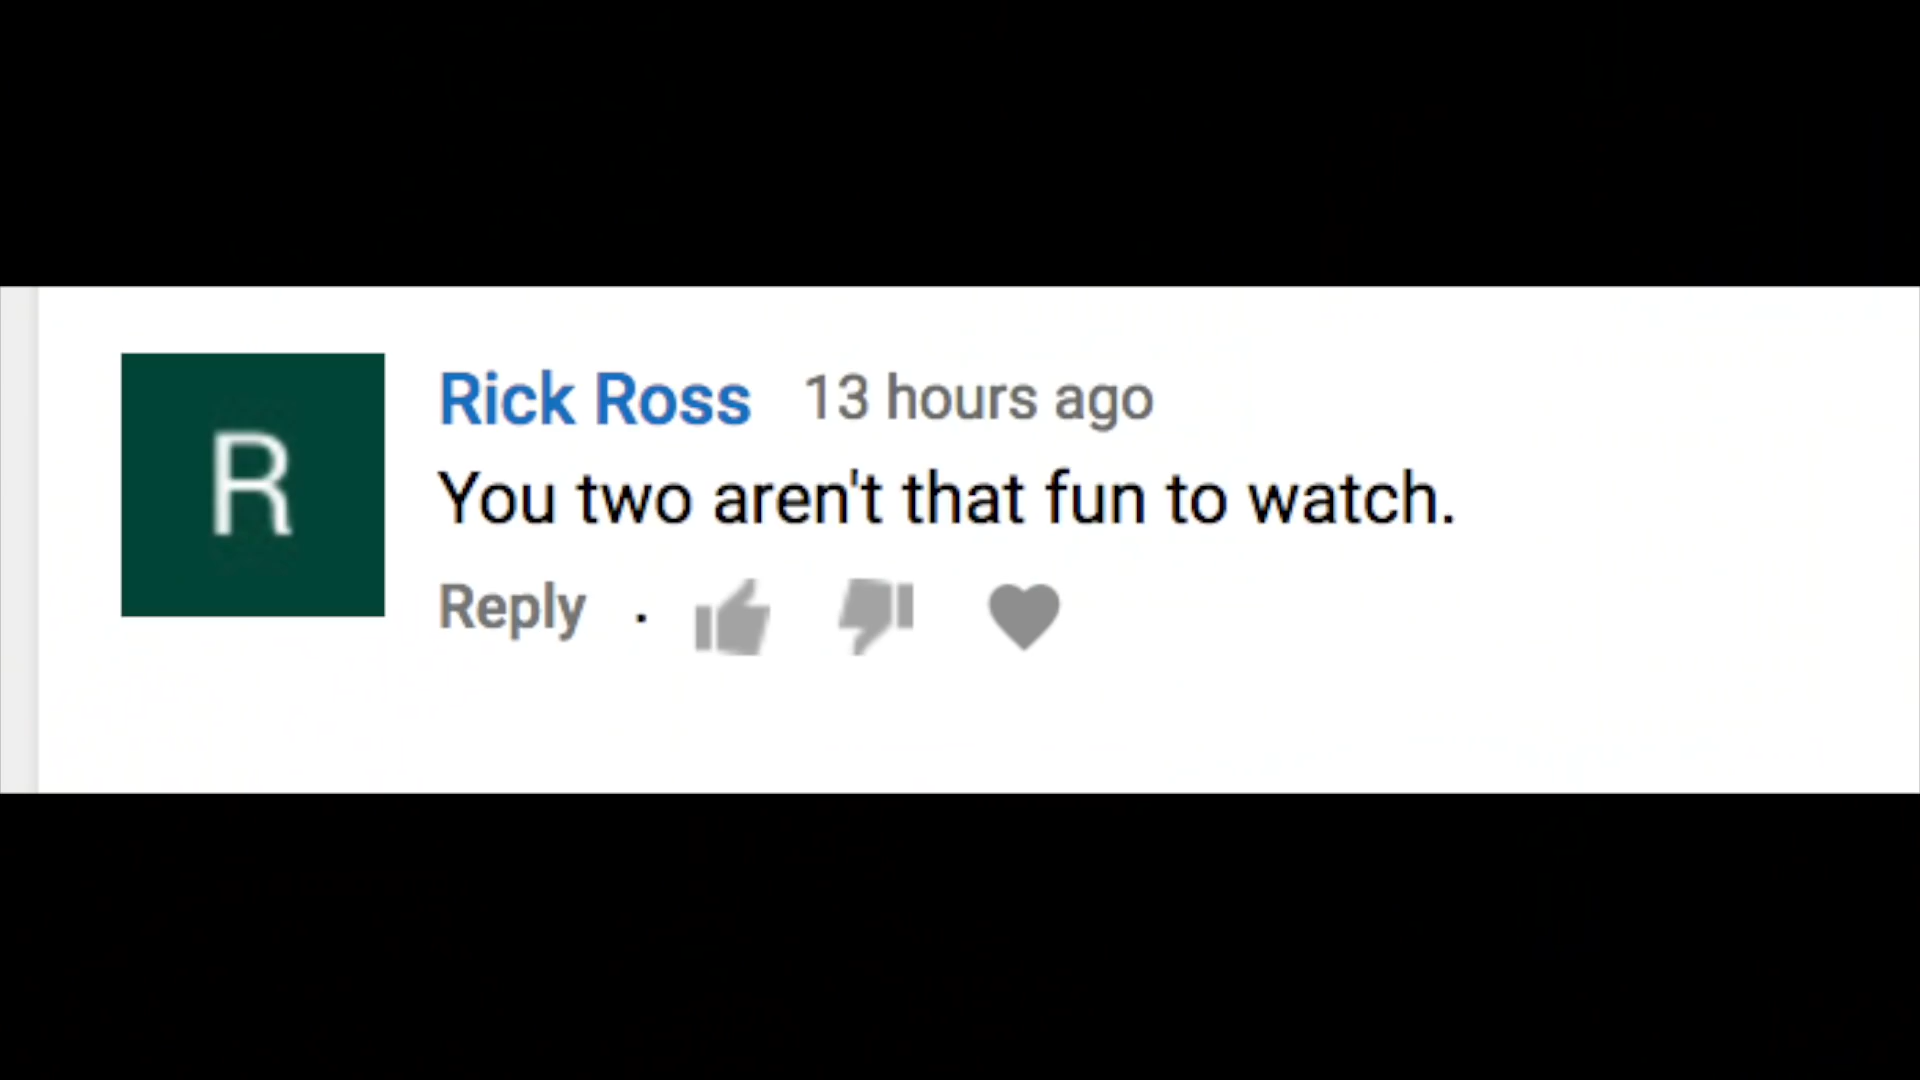 R
Rick Ross 13 hours ago
You two aren't that fun to watch.
Reply ·